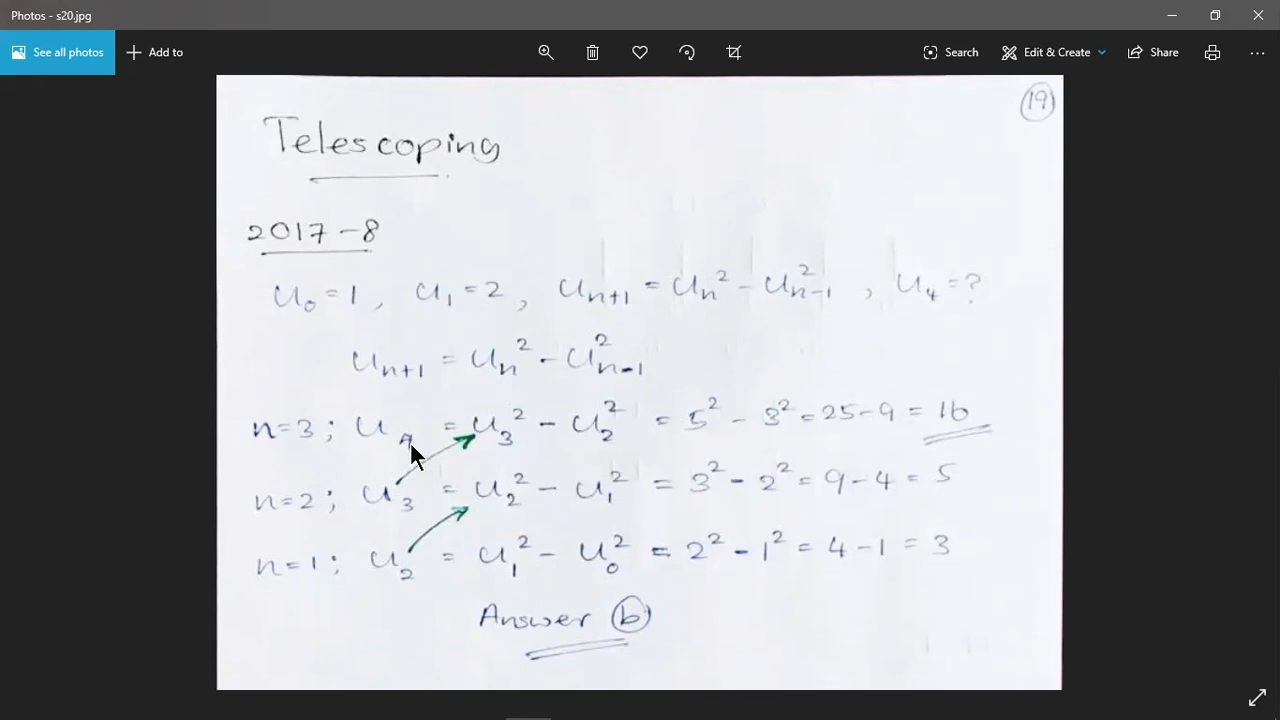 Photos - s20.jpg
See all photos
Add to
Search
Edit & Create
Share
19
Telescoping
2017-8
U₀ = 1, U₁ = 2, Uₙ₊₁ = Uₙ² - Uₙ₋₁², U₄ = ?
Uₙ₊₁ = Uₙ² - Uₙ₋₁²
n=3; U₄ = U₃² - U₂² = 5² - 3² = 25-9 = 16
n=2; U₃ = U₂² - U₁² = 3² - 2² = 9-4 = 5
n=1; U₂ = U₁² - U₀² = 2² - 1² = 4-1 = 3
Answer (b)